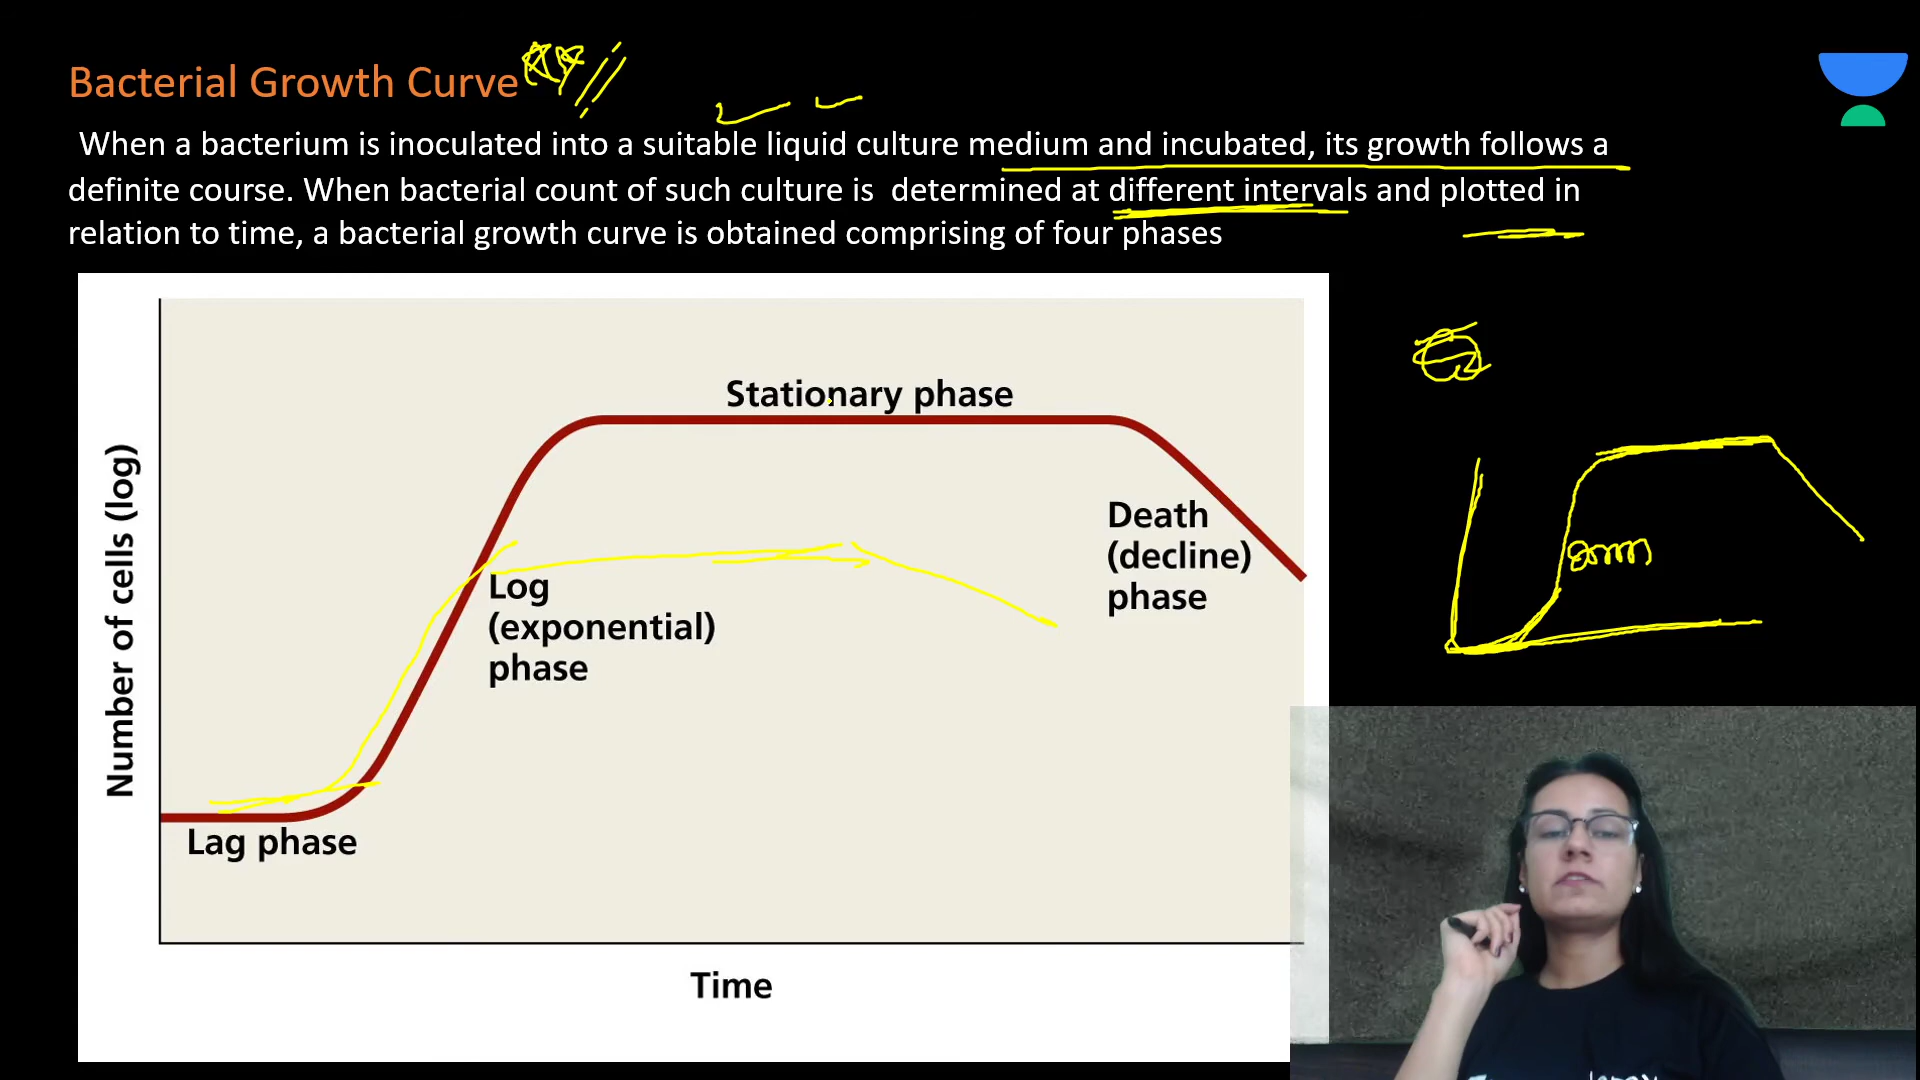 Bacterial Growth Curve
When a bacterium is inoculated into a suitable liquid culture medium and incubated, its growth follows a
definite course. When bacterial count of such culture is determined at different intervals and plotted in
relation to time, a bacterial growth curve is obtained comprising of four phases
Number of cells (log)
Stationary phase
Death
(decline)
phase
Log
(exponential)
phase
Lag phase
Time